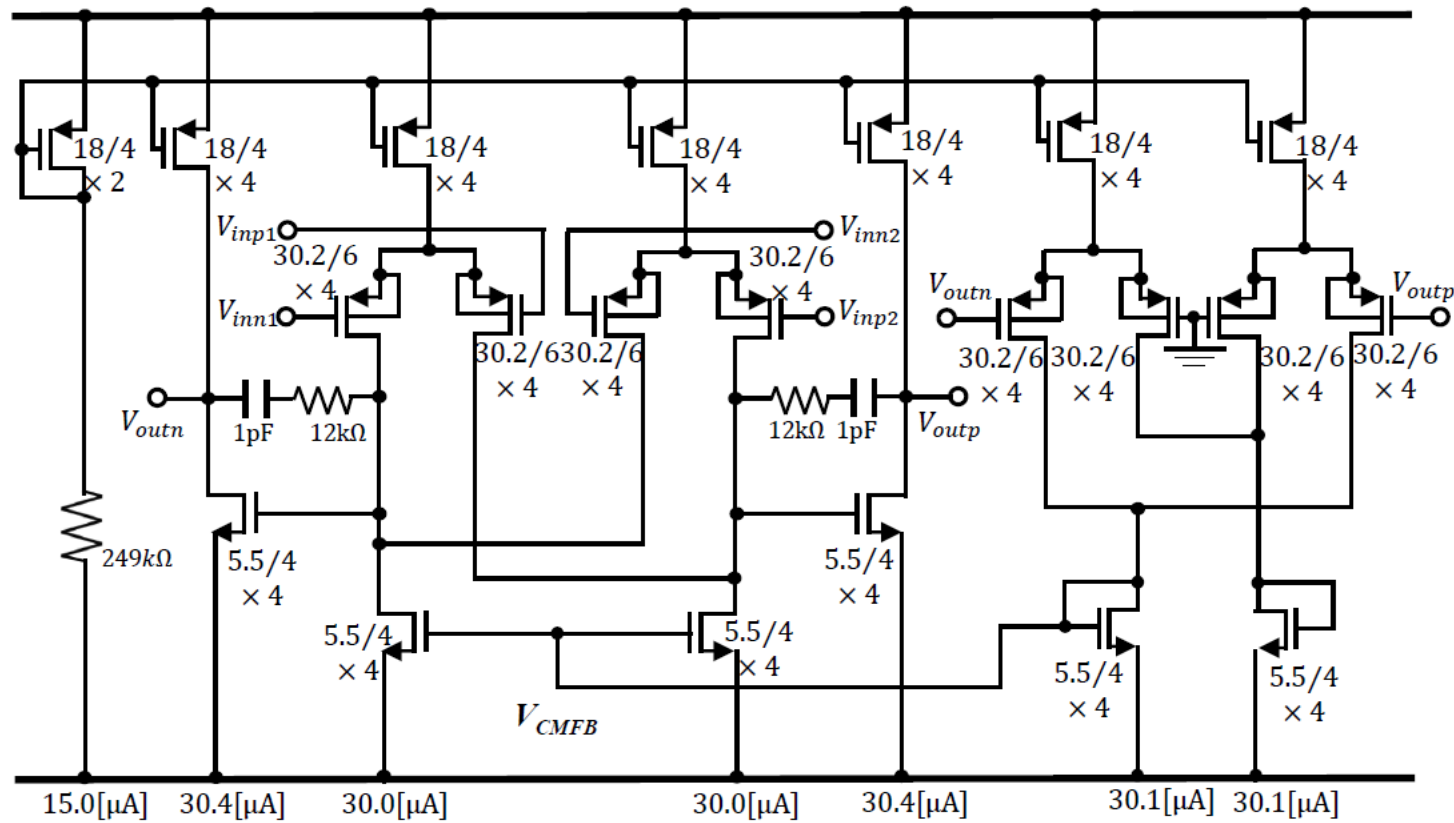 18/4
× 2
18/4
× 4
18/4
× 4
18/4
× 4
18/4
× 4
18/4
× 4
18/4
× 4
V_inp1
V_inn2
30.2/6
× 4
30.2/6
× 4
V_inn1
V_inp2
V_outn
V_outp
30.2/6
× 4
30.2/6
× 4
30.2/6
× 4
30.2/6
× 4
30.2/6
× 4
30.2/6
× 4
V_outn
1pF
12kΩ
12kΩ
1pF
V_outp
249kΩ
5.5/4
× 4
5.5/4
× 4
5.5/4
× 4
5.5/4
× 4
5.5/4
× 4
5.5/4
× 4
V_CMFB
15.0[μA]
30.4[μA]
30.0[μA]
30.0[μA]
30.4[μA]
30.1[μA]
30.1[μA]